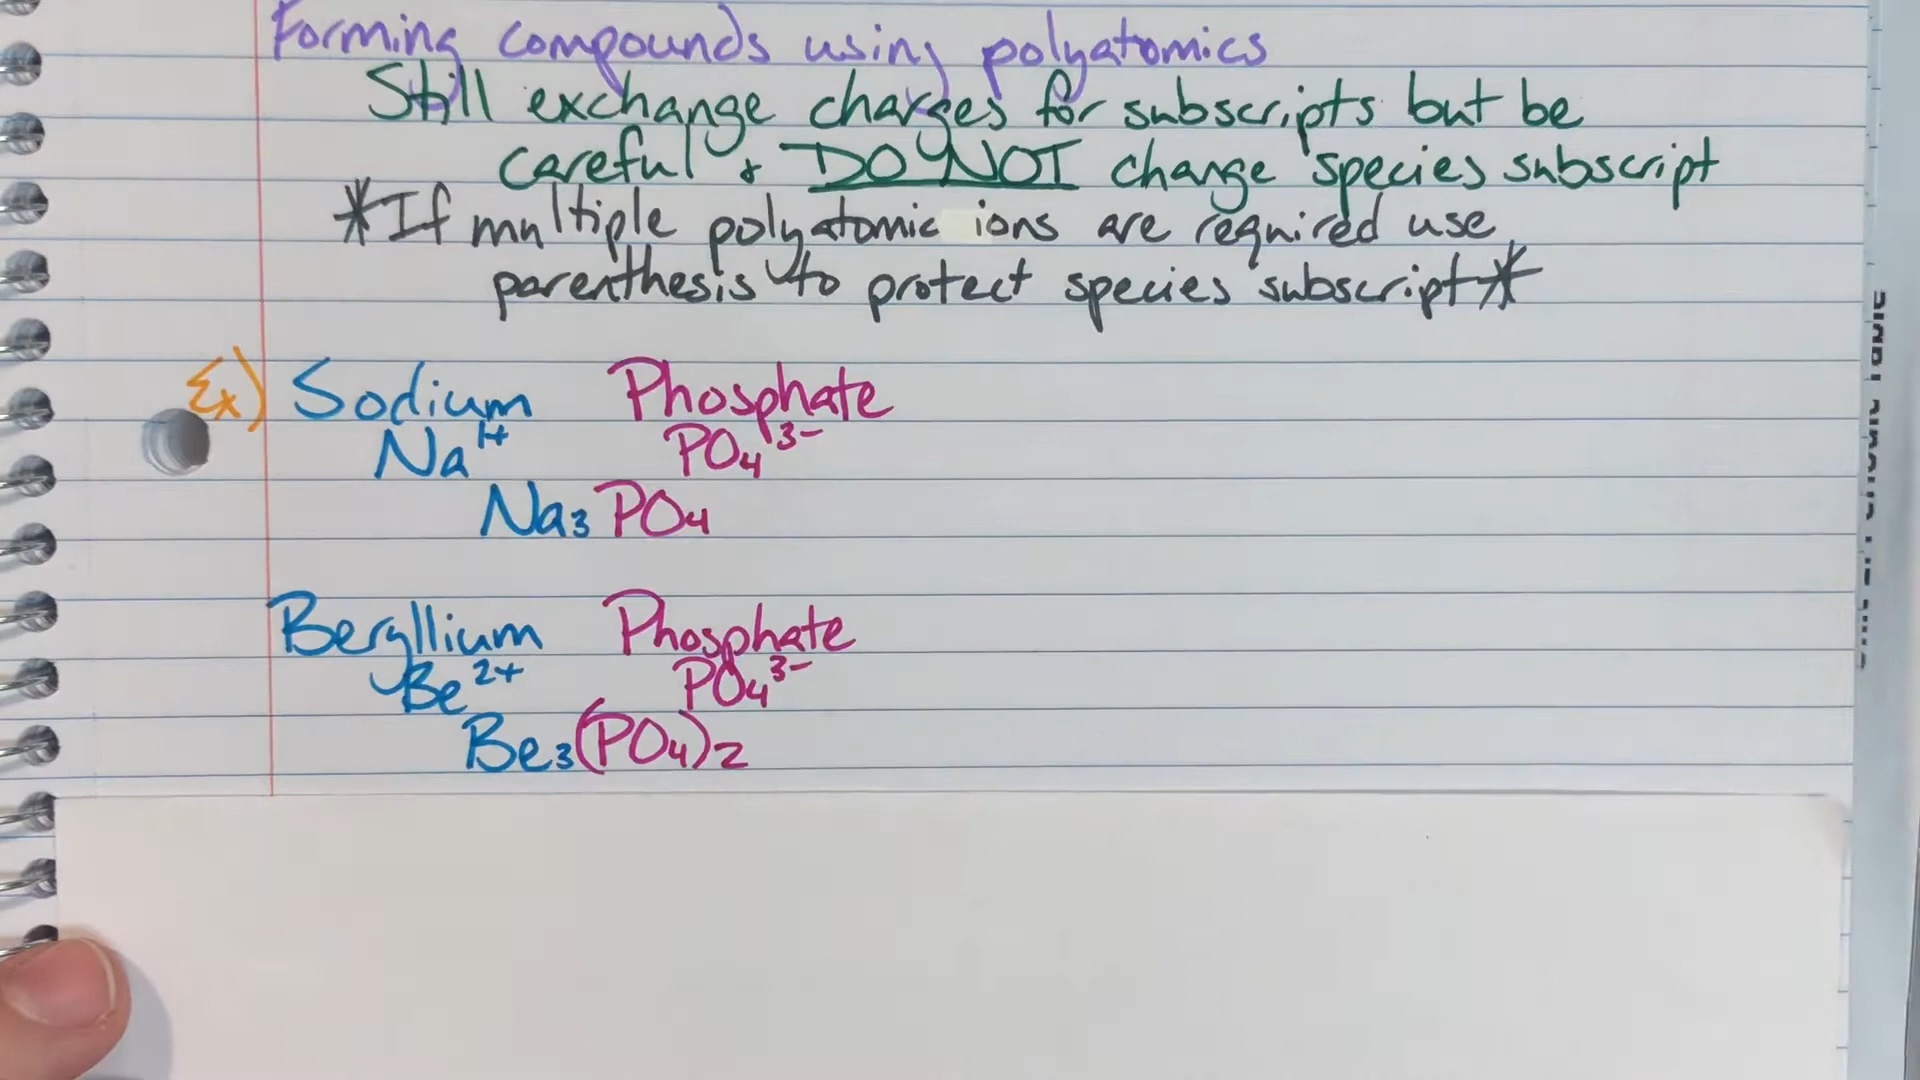 Forming compounds using polyatomics
Still exchange charges for subscripts but be
careful & DO NOT change species subscript
*If multiple polyatomic ions are required use
parenthesis to protect species subscript*
Ex) Sodium Phosphate
Na¹⁺ PO₄³⁻
Na₃PO₄
Beryllium Phosphate
Be²⁺ PO₄³⁻
Be₃(PO₄)₂